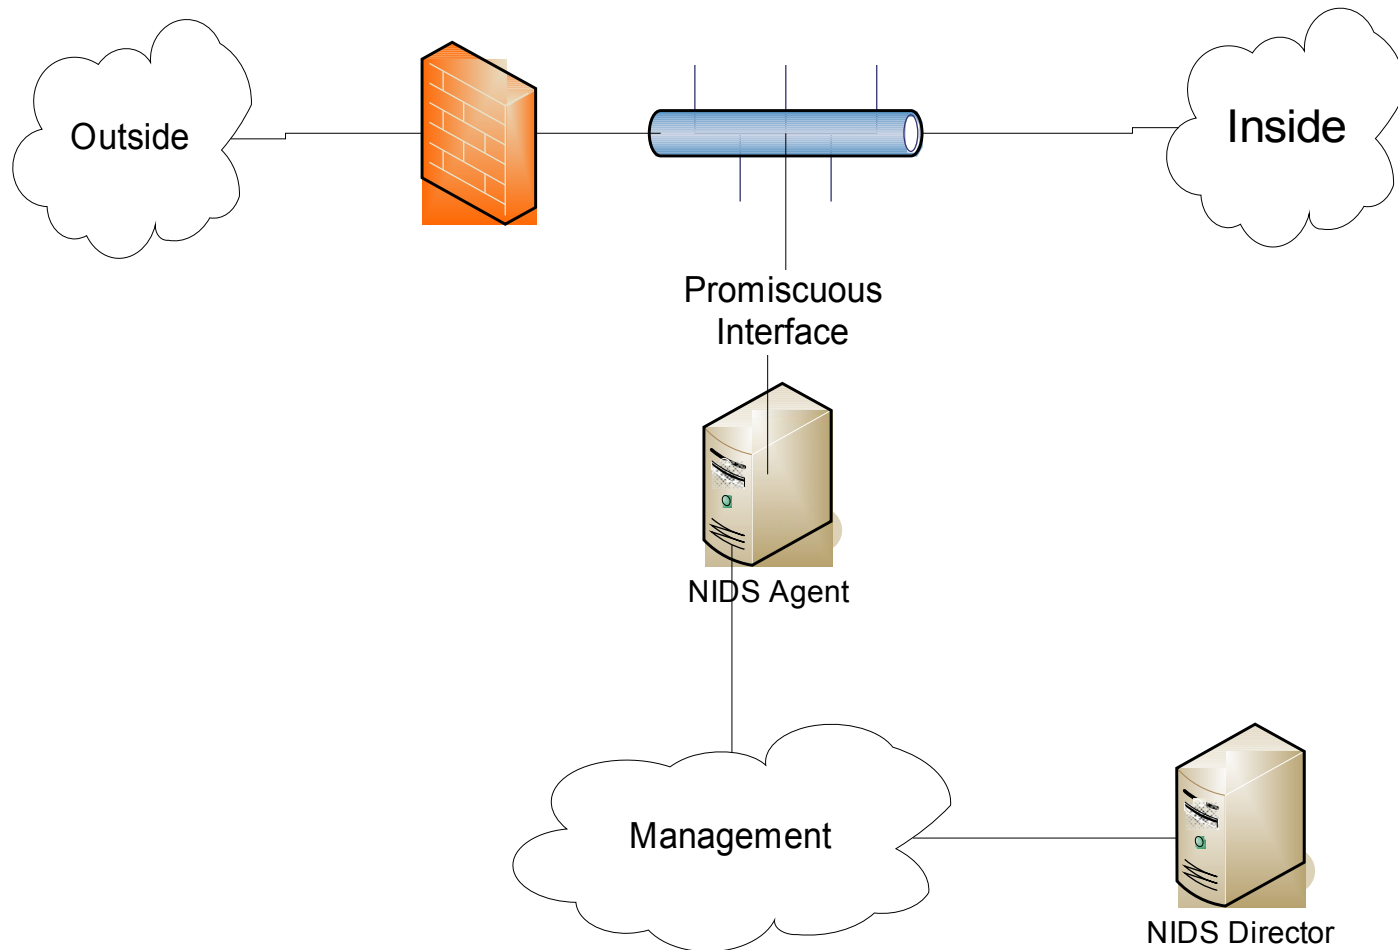 Outside
Inside
Promiscuous
Interface
NIDS Agent
Management
NIDS Director